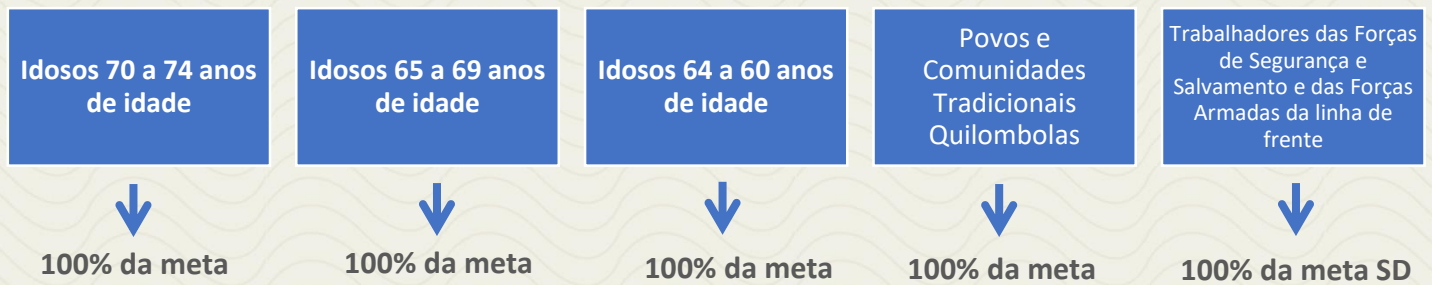 Idosos 70 a 74 anos
de idade
Idosos 65 a 69 anos
de idade
Idosos 64 a 60 anos
de idade
Povos e
Comunidades
Tradicionais
Quilombolas
Trabalhadores das Forças
de Segurança e
Salvamento e das Forças
Armadas da linha de
frente
100% da meta
100% da meta
100% da meta
100% da meta
100% da meta SD